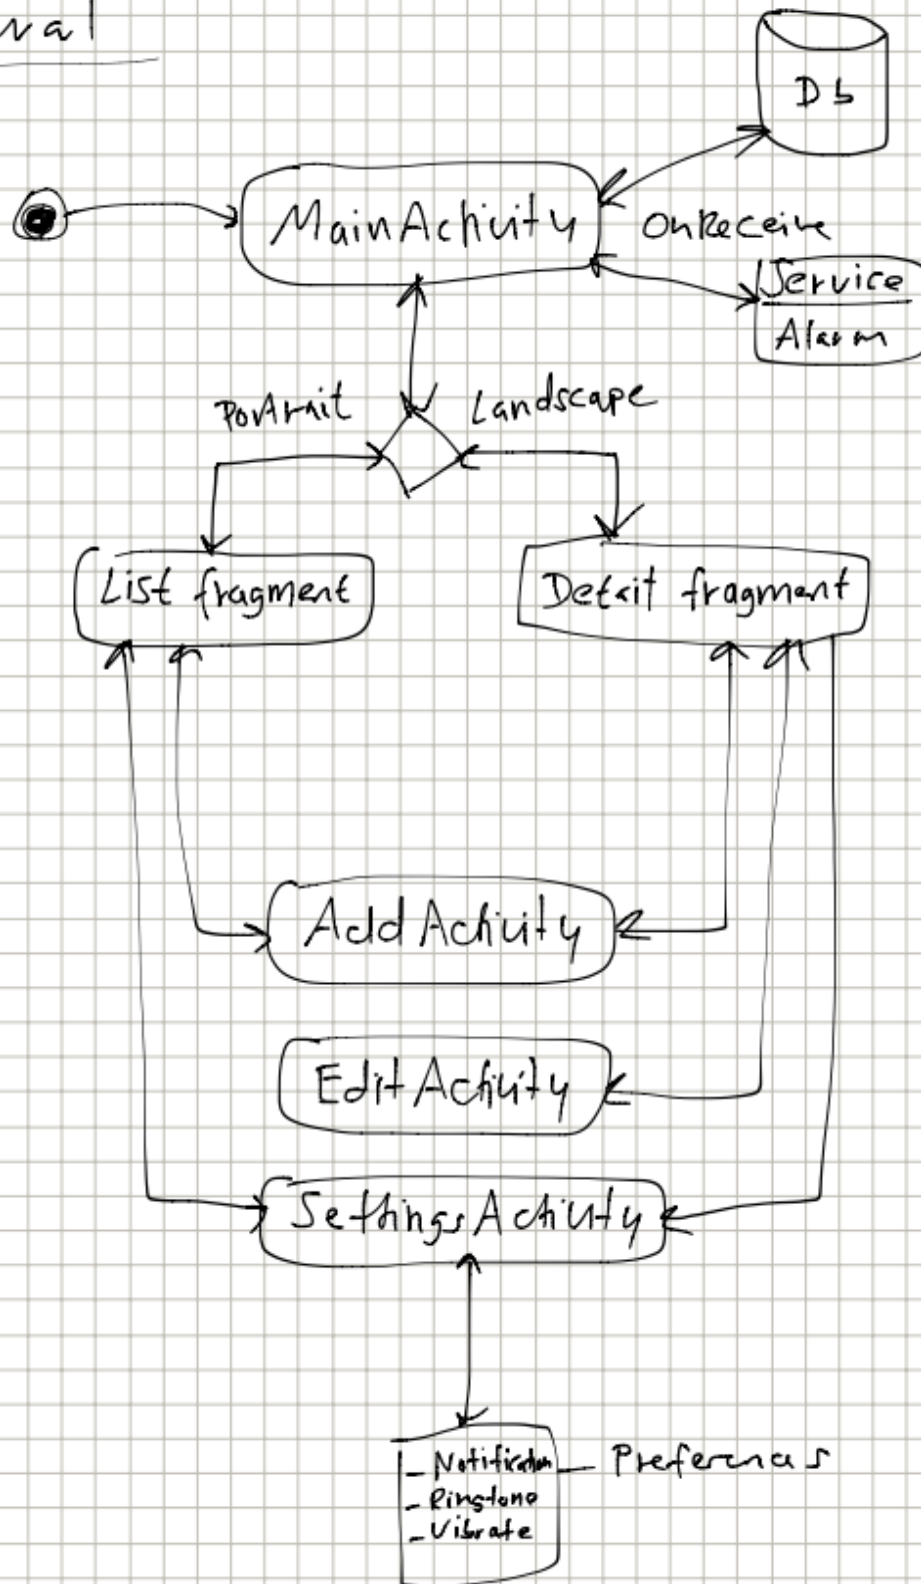 MainActivity
Db
OnReceive
Service
Alarm
Portrait
Landscape
List fragment
Detail fragment
Add Activity
Edit Activity
Settings Activity
- Notification
- Ringtone
- Vibrate
Preferences